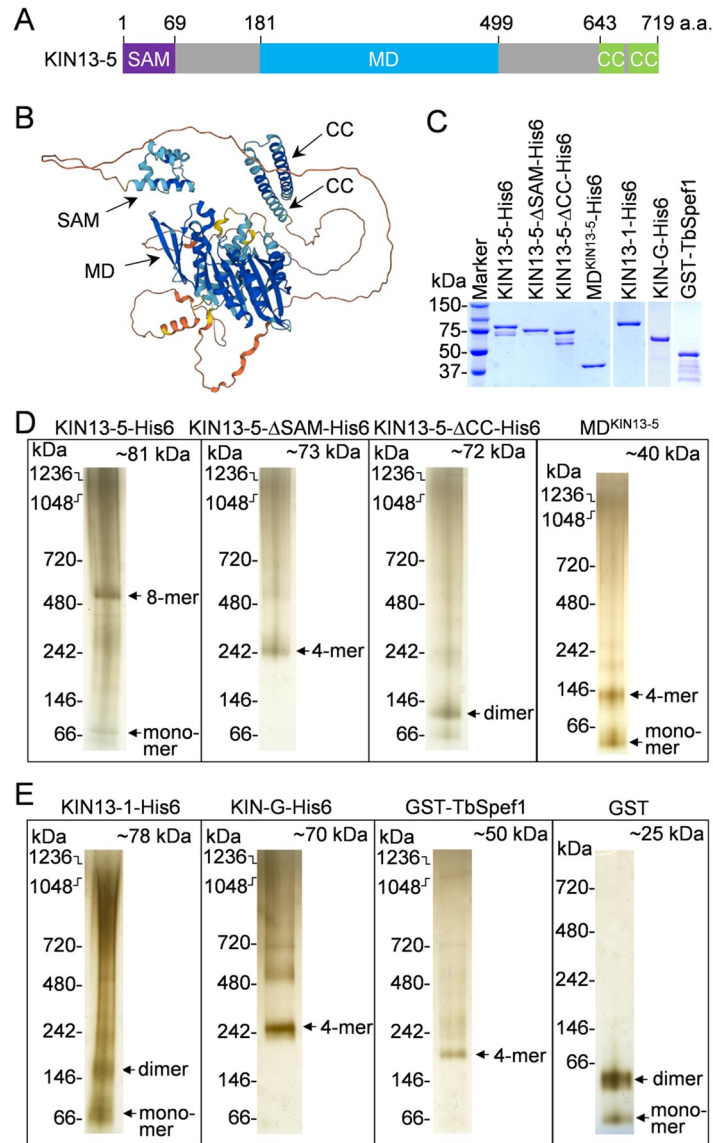 A
1 69 181 499 643 719 a.a.
KIN13-5 SAM MD CC CC
B
CC
CC
SAM
MD
C
kDa
Marker
KIN13-5-His6
KIN13-5-ΔSAM-His6
KIN13-5-ΔCC-His6
MDKIN13-5-His6
KIN13-1-His6
KIN-G-His6
GST-TbSpef1
150-
75-
50-
37-
D
KIN13-5-His6
kDa ~81 kDa
1236-
1048-
720-
480-
242-
146-
66-
8-mer
mono-
mer
KIN13-5-ΔSAM-His6
kDa ~73 kDa
1236-
1048-
720-
480-
242-
146-
66-
4-mer
KIN13-5-ΔCC-His6
kDa ~72 kDa
1236-
1048-
720-
480-
242-
146-
66-
dimer
MDKIN13-5
kDa ~40 kDa
1236-
1048-
720-
480-
242-
146-
66-
4-mer
mono-
mer
E
KIN13-1-His6
kDa ~78 kDa
1236-
1048-
720-
480-
242-
146-
66-
dimer
mono-
mer
KIN-G-His6
kDa ~70 kDa
1236-
1048-
720-
480-
242-
146-
66-
4-mer
GST-TbSpef1
kDa ~50 kDa
1236-
1048-
720-
480-
242-
146-
66-
4-mer
GST
kDa ~25 kDa
720-
480-
242-
146-
66-
dimer
mono-
mer